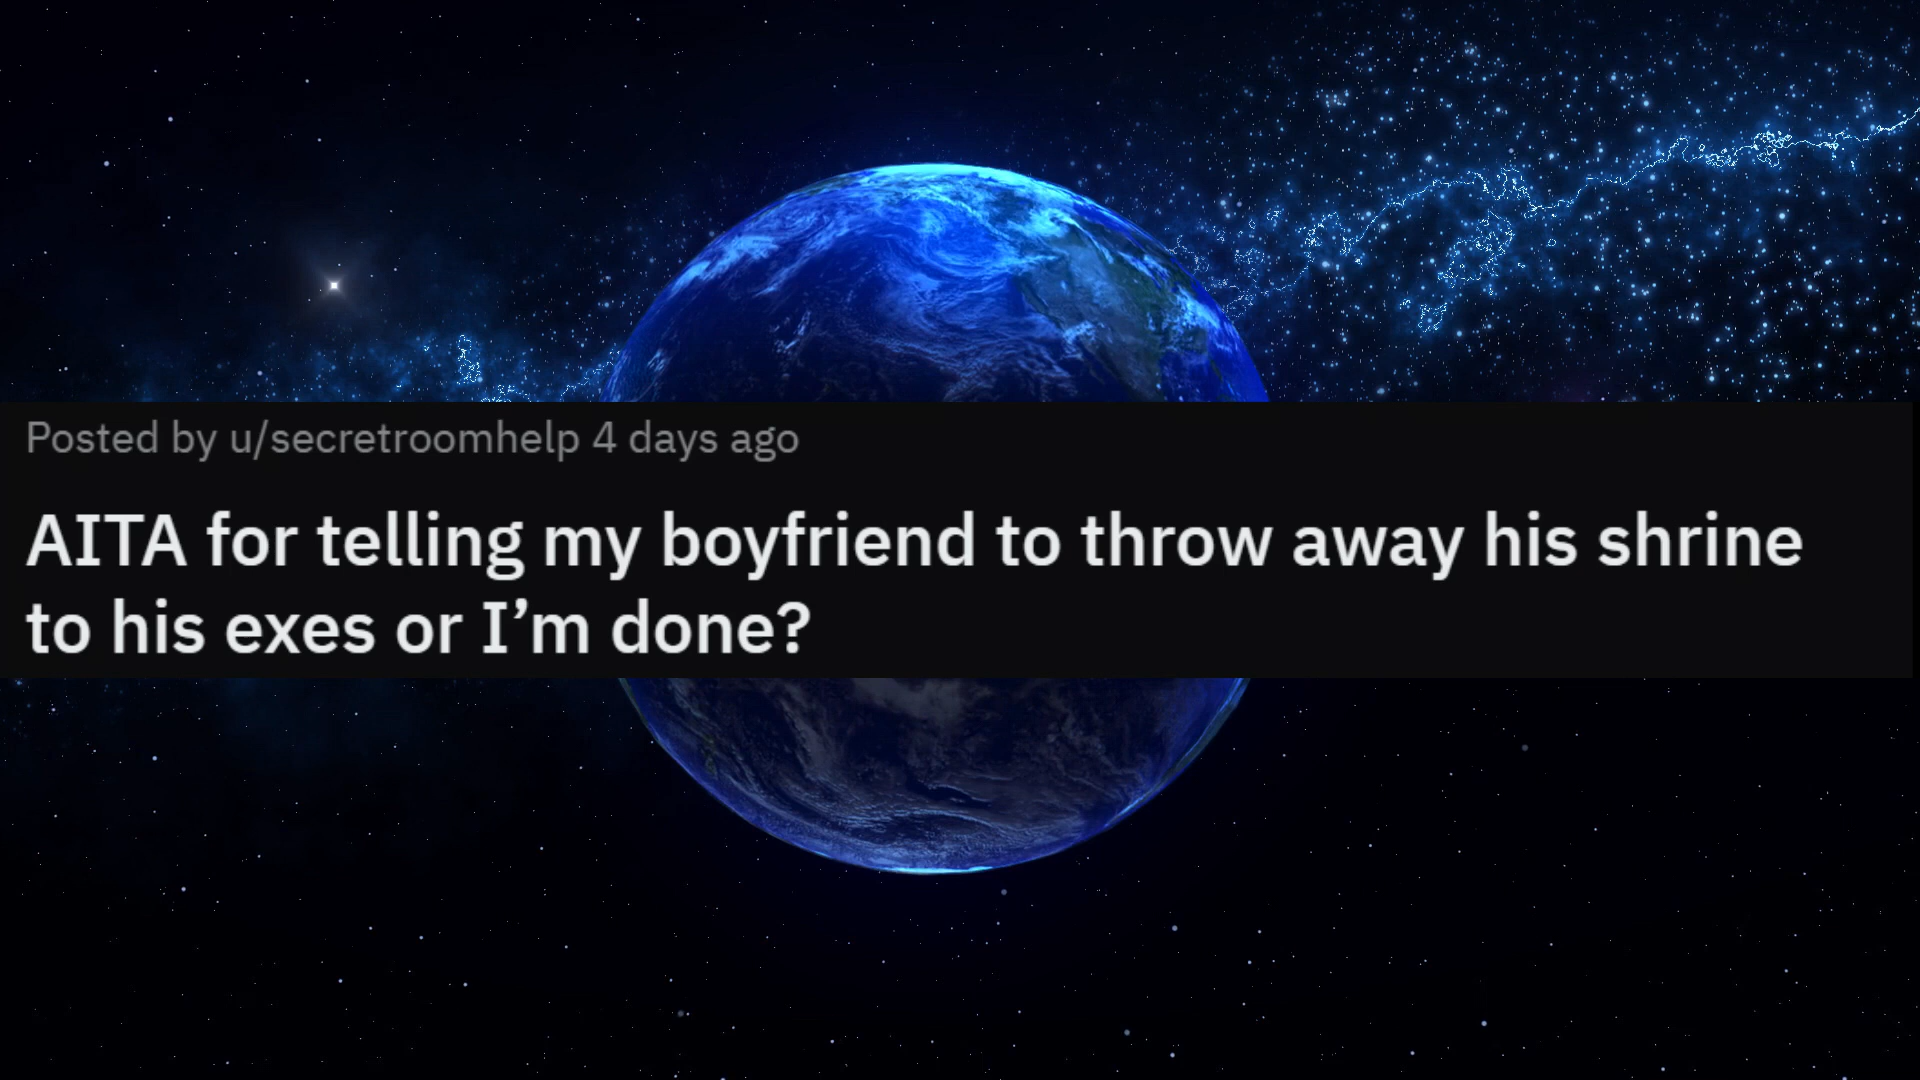 Posted by u/secretroomhelp 4 days ago
AITA for telling my boyfriend to throw away his shrine
to his exes or I’m done?